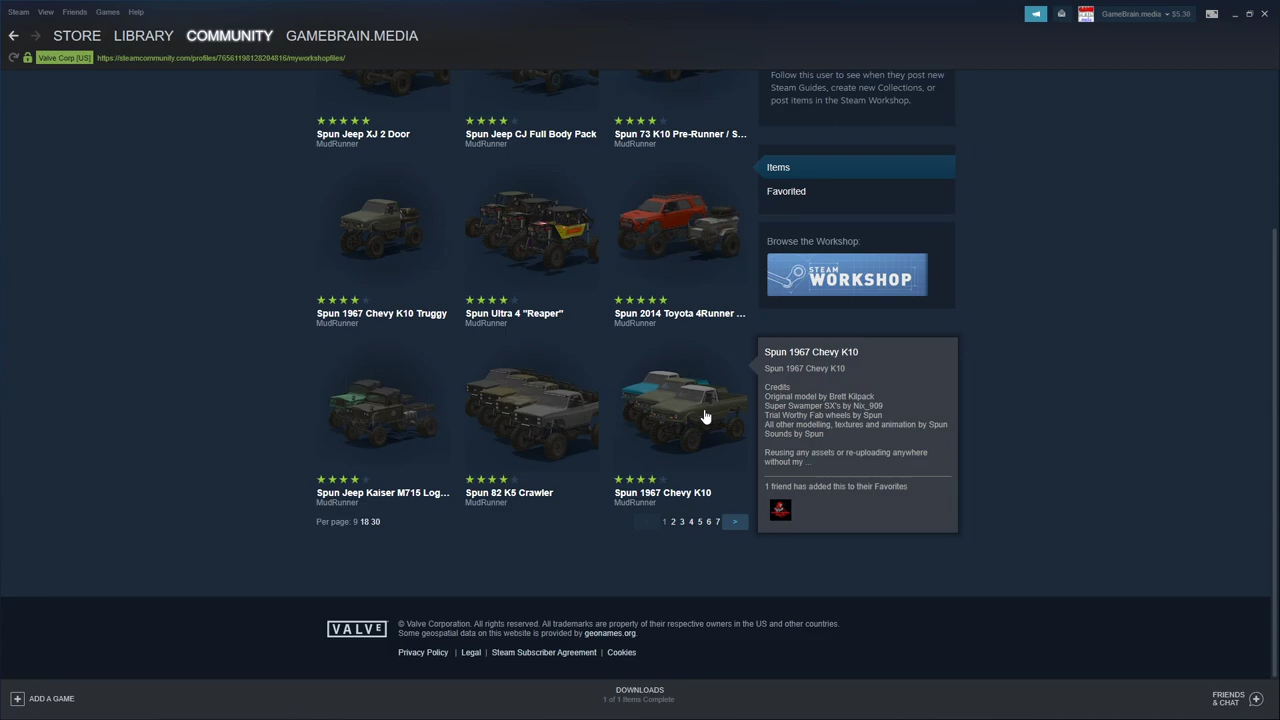 Steam View Friends Games Help
GameBrain.media $5.38
STORE LIBRARY COMMUNITY GAMEBRAIN.MEDIA
Valve Corp [US] https://steamcommunity.com/profiles/76561198128204816/myworkshopfiles/
Follow this user to see when they post new
Steam Guides, create new Collections, or
post items in the Steam Workshop.
Spun Jeep XJ 2 Door
MudRunner
Spun Jeep CJ Full Body Pack
MudRunner
Spun 73 K10 Pre-Runner / S...
MudRunner
Items
Favorited
Browse the Workshop:
STEAM
WORKSHOP
Spun 1967 Chevy K10 Truggy
MudRunner
Spun Ultra 4 "Reaper"
MudRunner
Spun 2014 Toyota 4Runner ...
MudRunner
Spun 1967 Chevy K10
Spun 1967 Chevy K10
Credits
Original model by Brett Kilpack
Super Swamper SX's by Nix_909
Trial Worthy Fab wheels by Spun
All other modelling, textures and animation by Spun
Sounds by Spun
Reusing any assets or re-uploading anywhere
without my ...
1 friend has added this to their Favorites
Spun Jeep Kaiser M715 Log...
MudRunner
Spun 82 K5 Crawler
MudRunner
Spun 1967 Chevy K10
MudRunner
Per page: 9 18 30
1 2 3 4 5 6 7 >
VALVE
© Valve Corporation. All rights reserved. All trademarks are property of their respective owners in the US and other countries.
Some geospatial data on this website is provided by geonames.org.
Privacy Policy | Legal | Steam Subscriber Agreement | Cookies
ADD A GAME
DOWNLOADS
1 of 1 Items Complete
FRIENDS
& CHAT